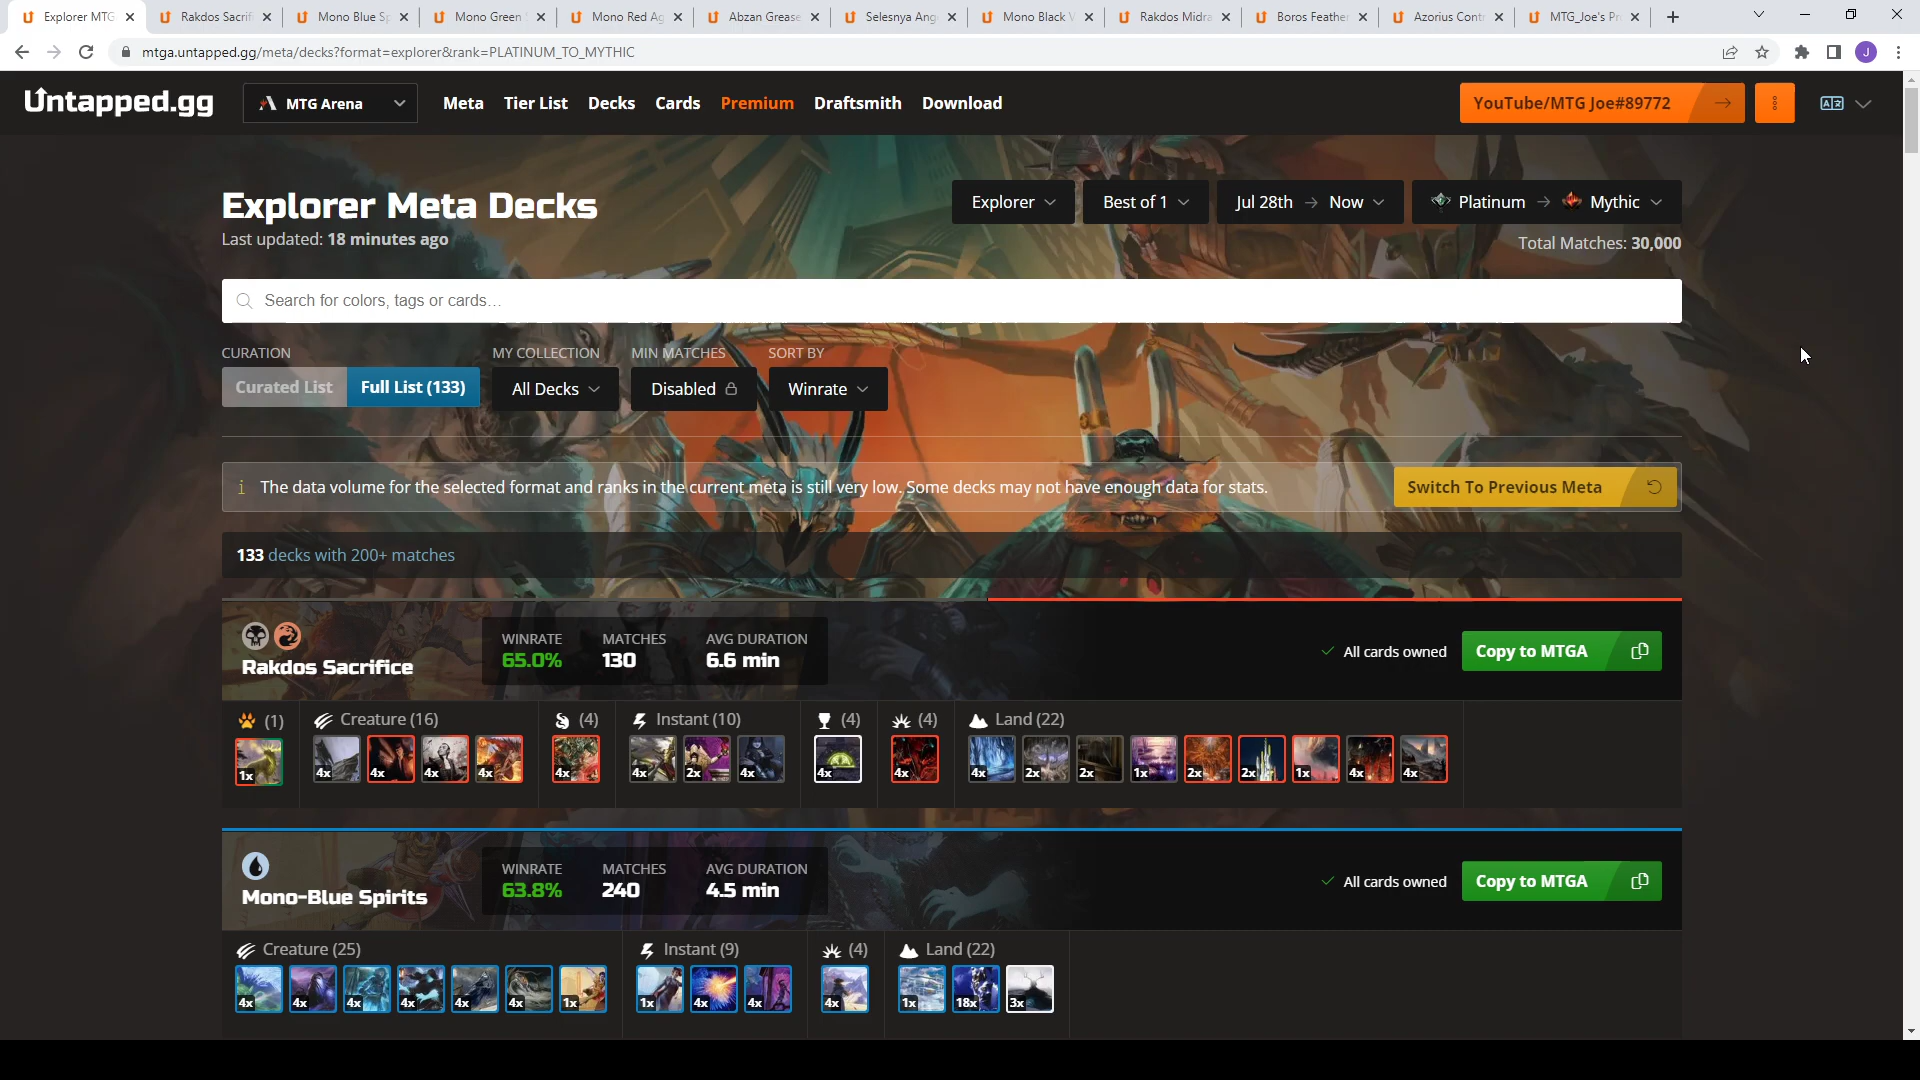 Explorer MTG
Rakdos Sacrifi
Mono Blue Sp
Mono Green
Mono Red Ag
Abzan Grease
Selesnya Ang
Mono Black V
Rakdos Midra
Boros Feather
Azorius Contr
MTG_Joe's Pr
mtga.untapped.gg/meta/decks?format=explorer&rank=PLATINUM_TO_MYTHIC
J
Untapped.gg
MTG Arena
Meta
Tier List
Decks
Cards
Premium
Draftsmith
Download
YouTube/MTG Joe#89772
Explorer Meta Decks
Explorer
Best of 1
Jul 28th → Now
Platinum → Mythic
Last updated: 18 minutes ago
Total Matches: 30,000
Search for colors, tags or cards...
CURATION
MY COLLECTION
MIN MATCHES
SORT BY
Curated List
Full List (133)
All Decks
Disabled
Winrate
The data volume for the selected format and ranks in the current meta is still very low. Some decks may not have enough data for stats.
Switch To Previous Meta
133 decks with 200+ matches
Rakdos Sacrifice
WINRATE
65.0%
MATCHES
130
AVG DURATION
6.6 min
All cards owned
Copy to MTGA
(1)
Creature (16)
(4)
Instant (10)
(4)
(4)
Land (22)
1x
4x
4x
4x
4x
4x
4x
2x
4x
4x
4x
4x
2x
2x
1x
2x
2x
1x
4x
4x
Mono-Blue Spirits
WINRATE
63.8%
MATCHES
240
AVG DURATION
4.5 min
All cards owned
Copy to MTGA
Creature (25)
Instant (9)
(4)
Land (22)
4x
4x
4x
4x
4x
4x
1x
1x
4x
4x
4x
1x
18x
3x